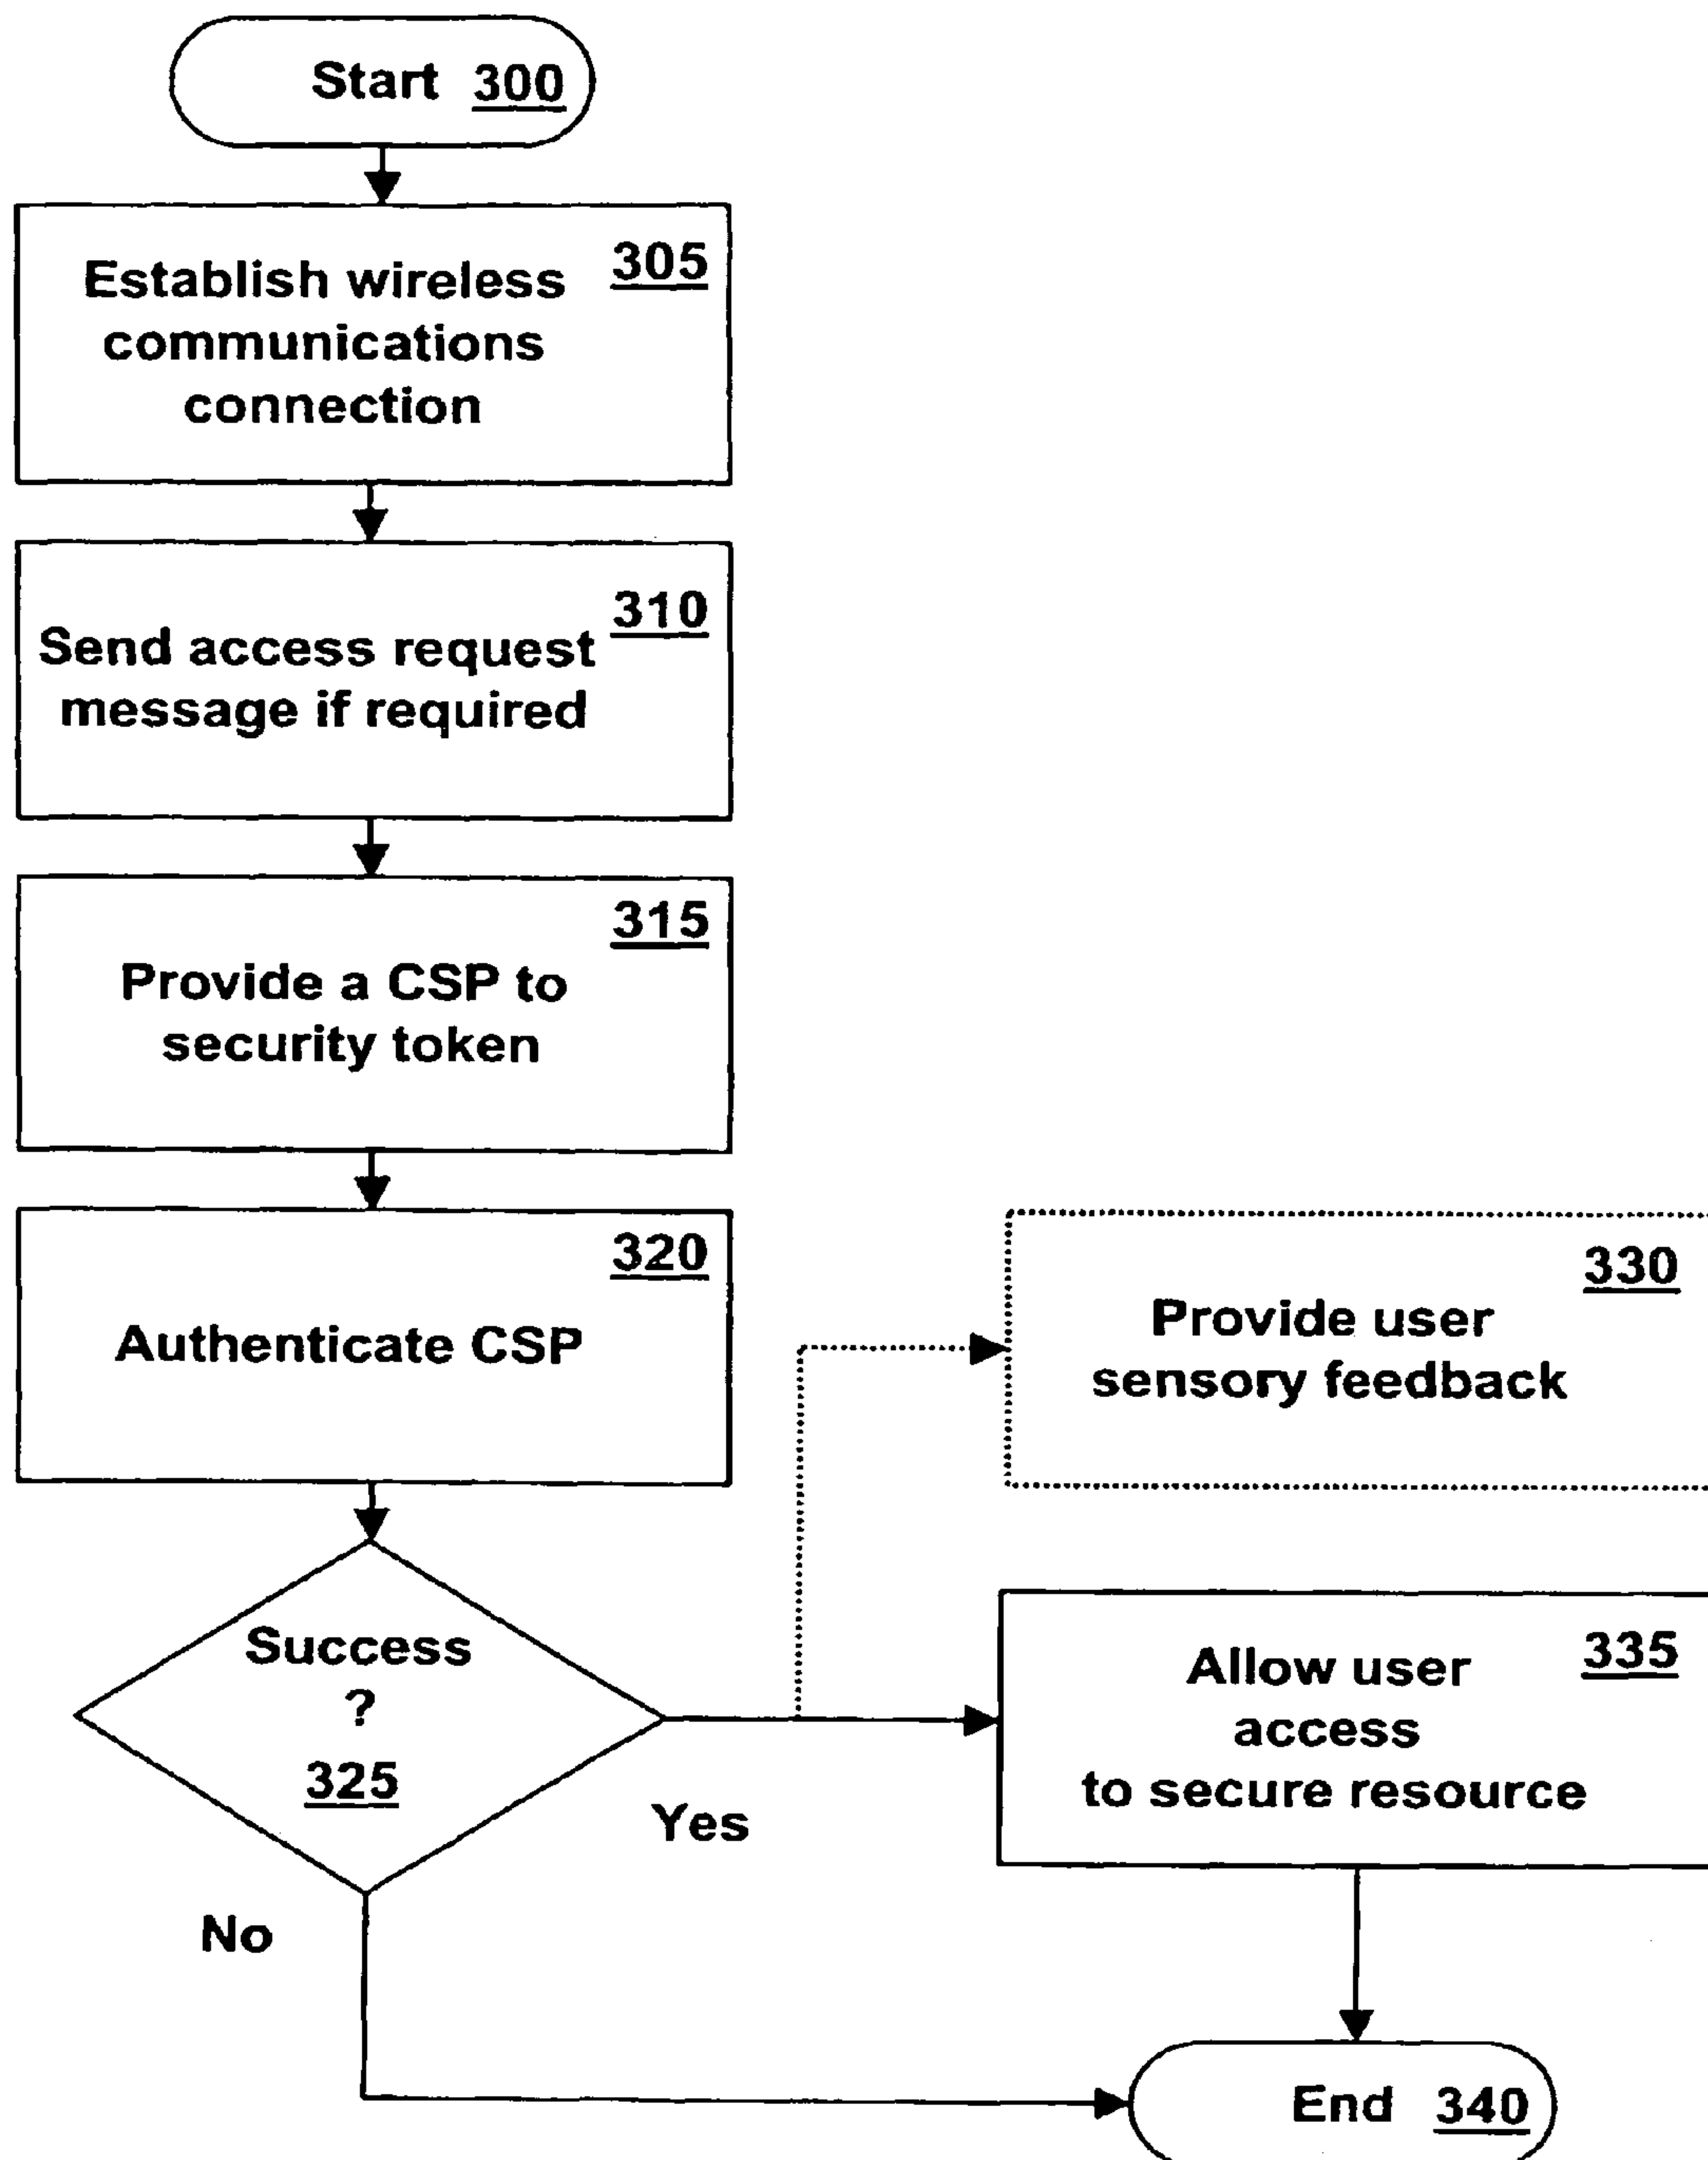 Start 300
305
Establish wireless
communications
connection
310
Send access request
message if required
315
Provide a CSP to
security token
320
Authenticate CSP
330
Provide user
sensory feedback
Success
?
325
Yes
No
335
Allow user
access
to secure resource
End 340